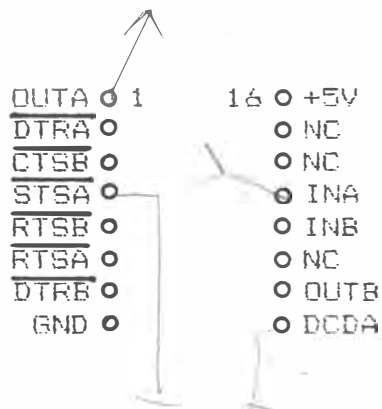 OUTA 1 16 +5V
DTRA NC
CTSB NC
STSA INA
RTSB INB
RTSA NC
DTRB OUTB
GND DCDA